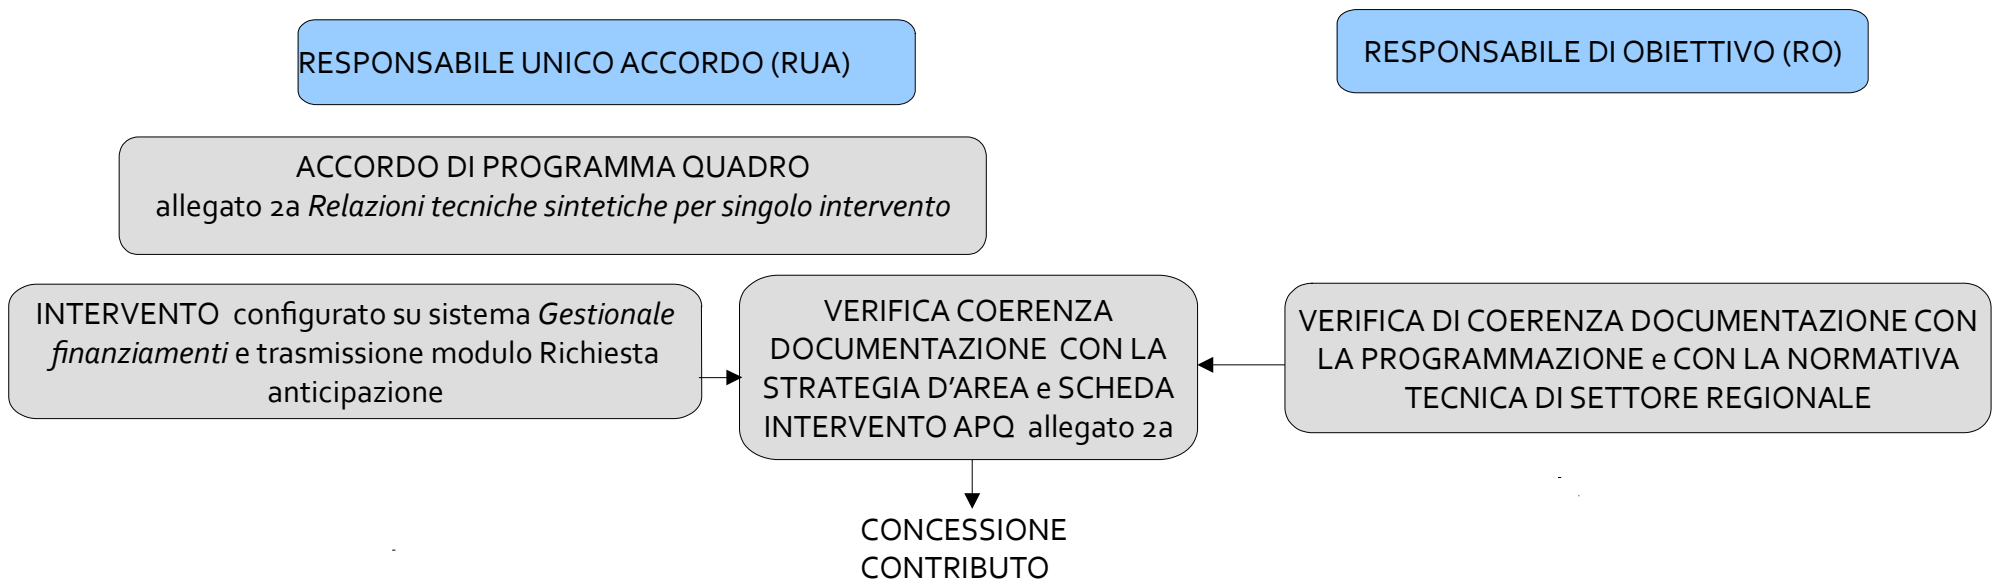 RESPONSABILE UNICO ACCORDO (RUA)
RESPONSABILE DI OBIETTIVO (RO)
ACCORDO DI PROGRAMMA QUADRO
allegato 2a Relazioni tecniche sintetiche per singolo intervento
INTERVENTO configurato su sistema Gestionale
finanziamenti e trasmissione modulo Richiesta
anticipazione
VERIFICA COERENZA
DOCUMENTAZIONE CON LA
STRATEGIA D’AREA e SCHEDA
INTERVENTO APQ allegato 2a
VERIFICA DI COERENZA DOCUMENTAZIONE CON
LA PROGRAMMAZIONE e CON LA NORMATIVA
TECNICA DI SETTORE REGIONALE
CONCESSIONE
CONTRIBUTO